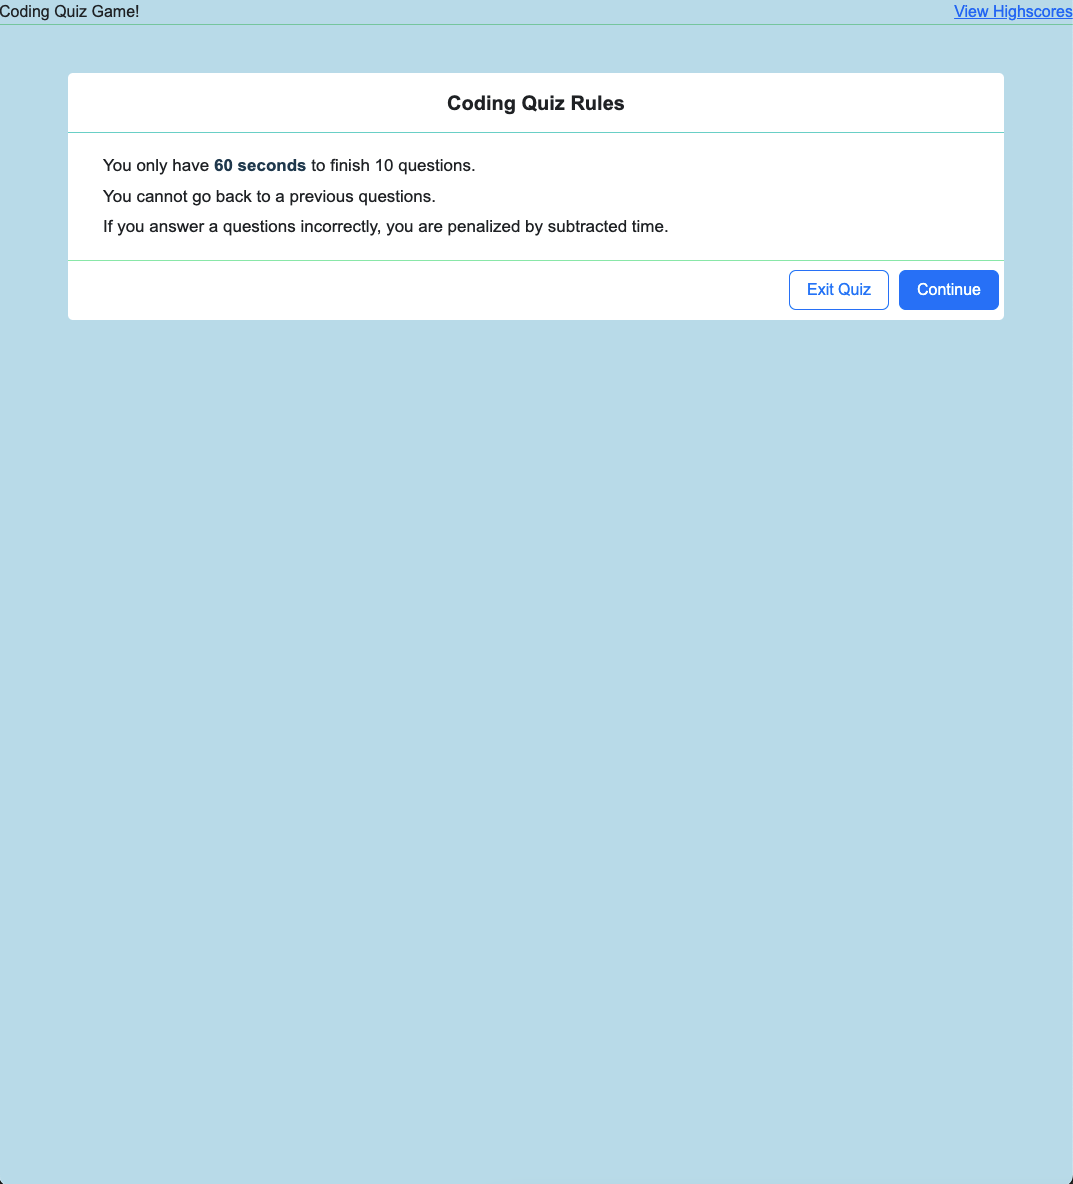 Coding Quiz Game! View Highscores
Coding Quiz Rules
You only have 60 seconds to finish 10 questions.
You cannot go back to a previous questions.
If you answer a questions incorrectly, you are penalized by subtracted time.
Exit Quiz Continue